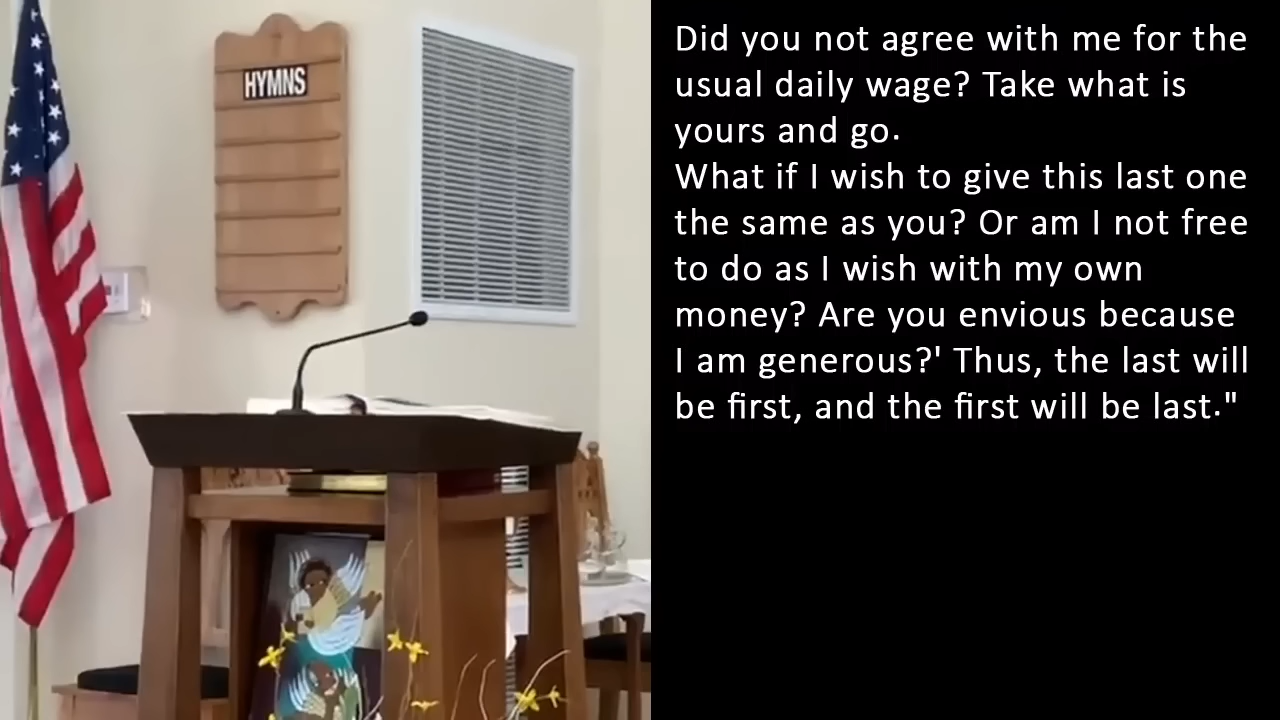 HYMNS
Did you not agree with me for the
usual daily wage? Take what is
yours and go.
What if I wish to give this last one
the same as you? Or am I not free
to do as I wish with my own
money? Are you envious because
I am generous?' Thus, the last will
be first, and the first will be last."